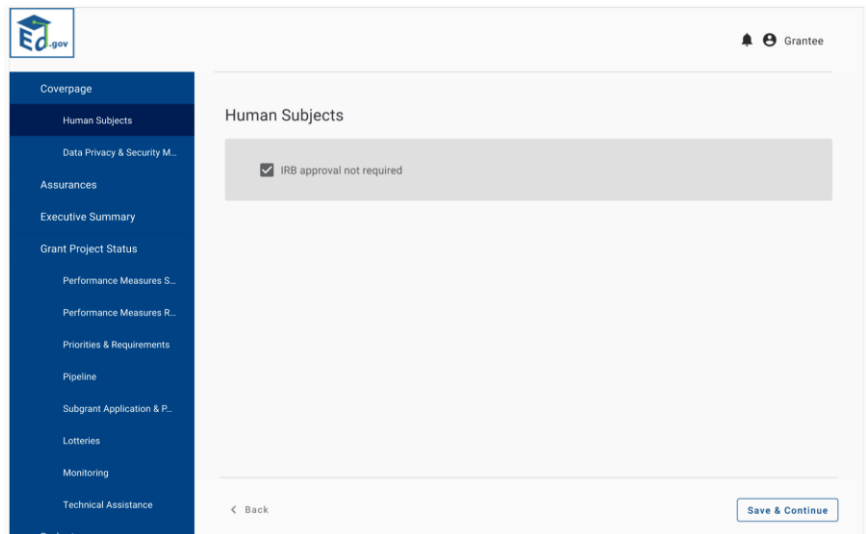 Ed.gov
Grantee
Coverpage
Human Subjects
Data Privacy & Security M...
Assurances
Executive Summary
Grant Project Status
Performance Measures S...
Performance Measures R...
Priorities & Requirements
Pipeline
Subgrant Application & P...
Lotteries
Monitoring
Technical Assistance
Human Subjects
IRB approval not required
Back
Save & Continue